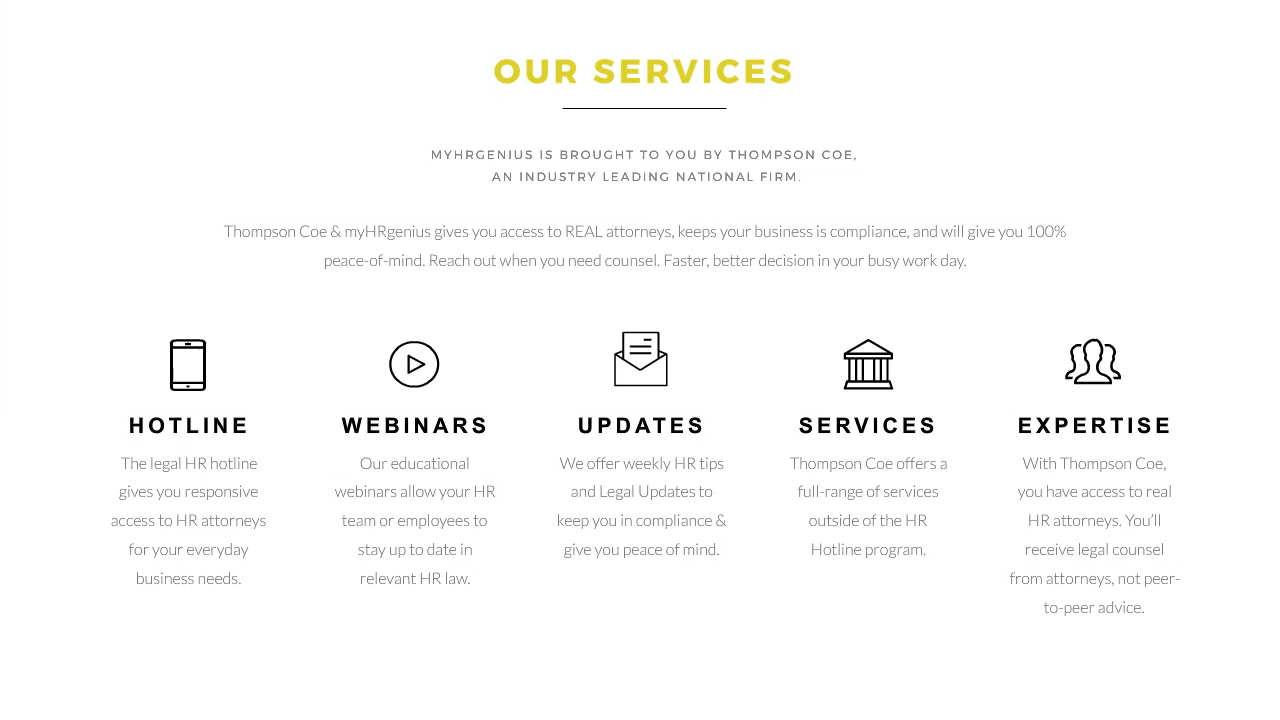 OUR SERVICES
MYHRGENIUS IS BROUGHT TO YOU BY THOMPSON COE,
AN INDUSTRY LEADING NATIONAL FIRM.
Thompson Coe & myHRgenius gives you access to REAL attorneys, keeps your business is compliance, and will give you 100%
peace-of-mind. Reach out when you need counsel. Faster, better decision in your busy work day.
HOTLINE
The legal HR hotline
gives you responsive
access to HR attorneys
for your everyday
business needs.
WEBINARS
Our educational
webinars allow your HR
team or employees to
stay up to date in
relevant HR law.
UPDATES
We offer weekly HR tips
and Legal Updates to
keep you in compliance &
give you peace of mind.
SERVICES
Thompson Coe offers a
full-range of services
outside of the HR
Hotline program.
EXPERTISE
With Thompson Coe,
you have access to real
HR attorneys. You'll
receive legal counsel
from attorneys, not peer-
to-peer advice.